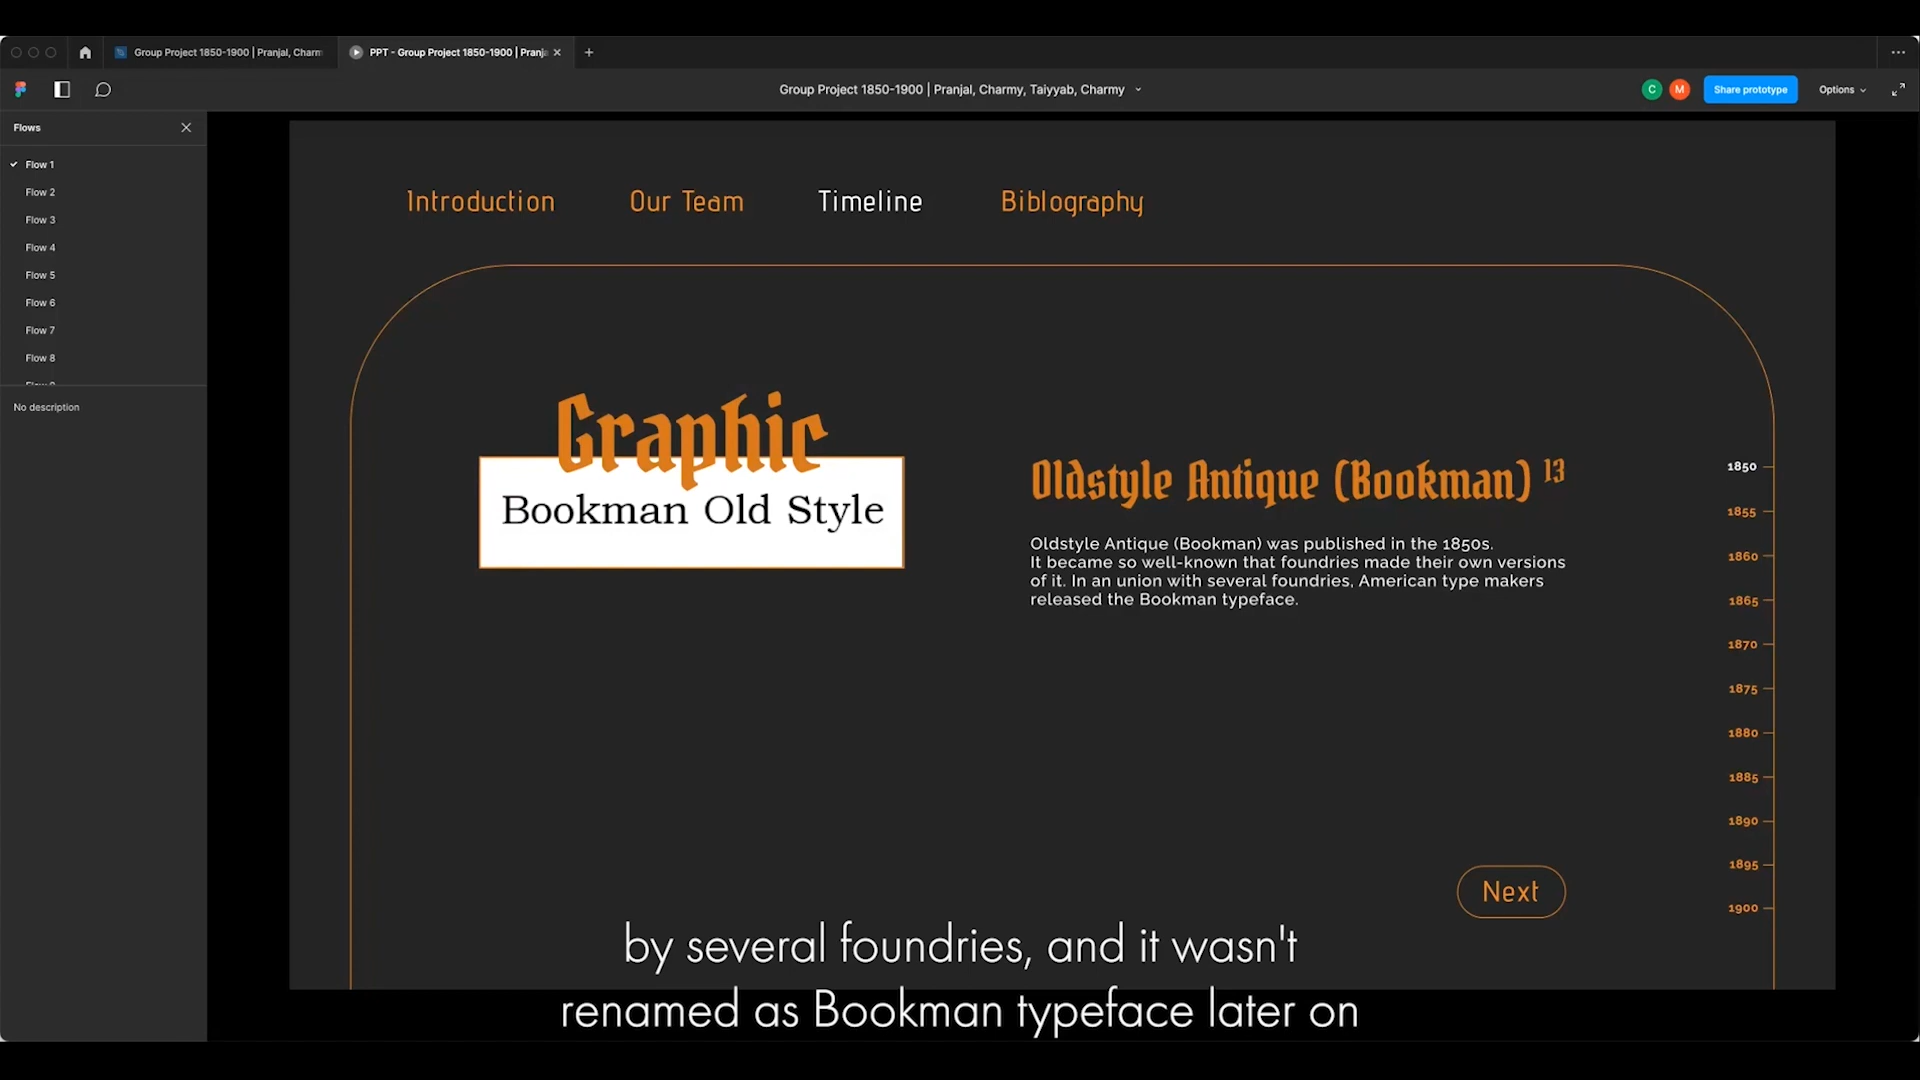 Group Project 1850-1900 | Pranjal, Charm
PPT - Group Project 1850-1900 | Pranja
Group Project 1850-1900 | Pranjal, Charmy, Taiyyab, Charmy
C
M
Share prototype
Options
Flows
Flow 1
Flow 2
Flow 3
Flow 4
Flow 5
Flow 6
Flow 7
Flow 8
No description
Introduction
Our Team
Timeline
Biblography
Graphic
Bookman Old Style
Oldstyle Antique (Bookman) 13
Oldstyle Antique (Bookman) was published in the 1850s.
It became so well-known that foundries made their own versions
of it. In an union with several foundries, American type makers
released the Bookman typeface.
1850
1855
1860
1865
1870
1875
1880
1885
1890
1895
1900
Next
by several foundries, and it wasn't
renamed as Bookman typeface later on